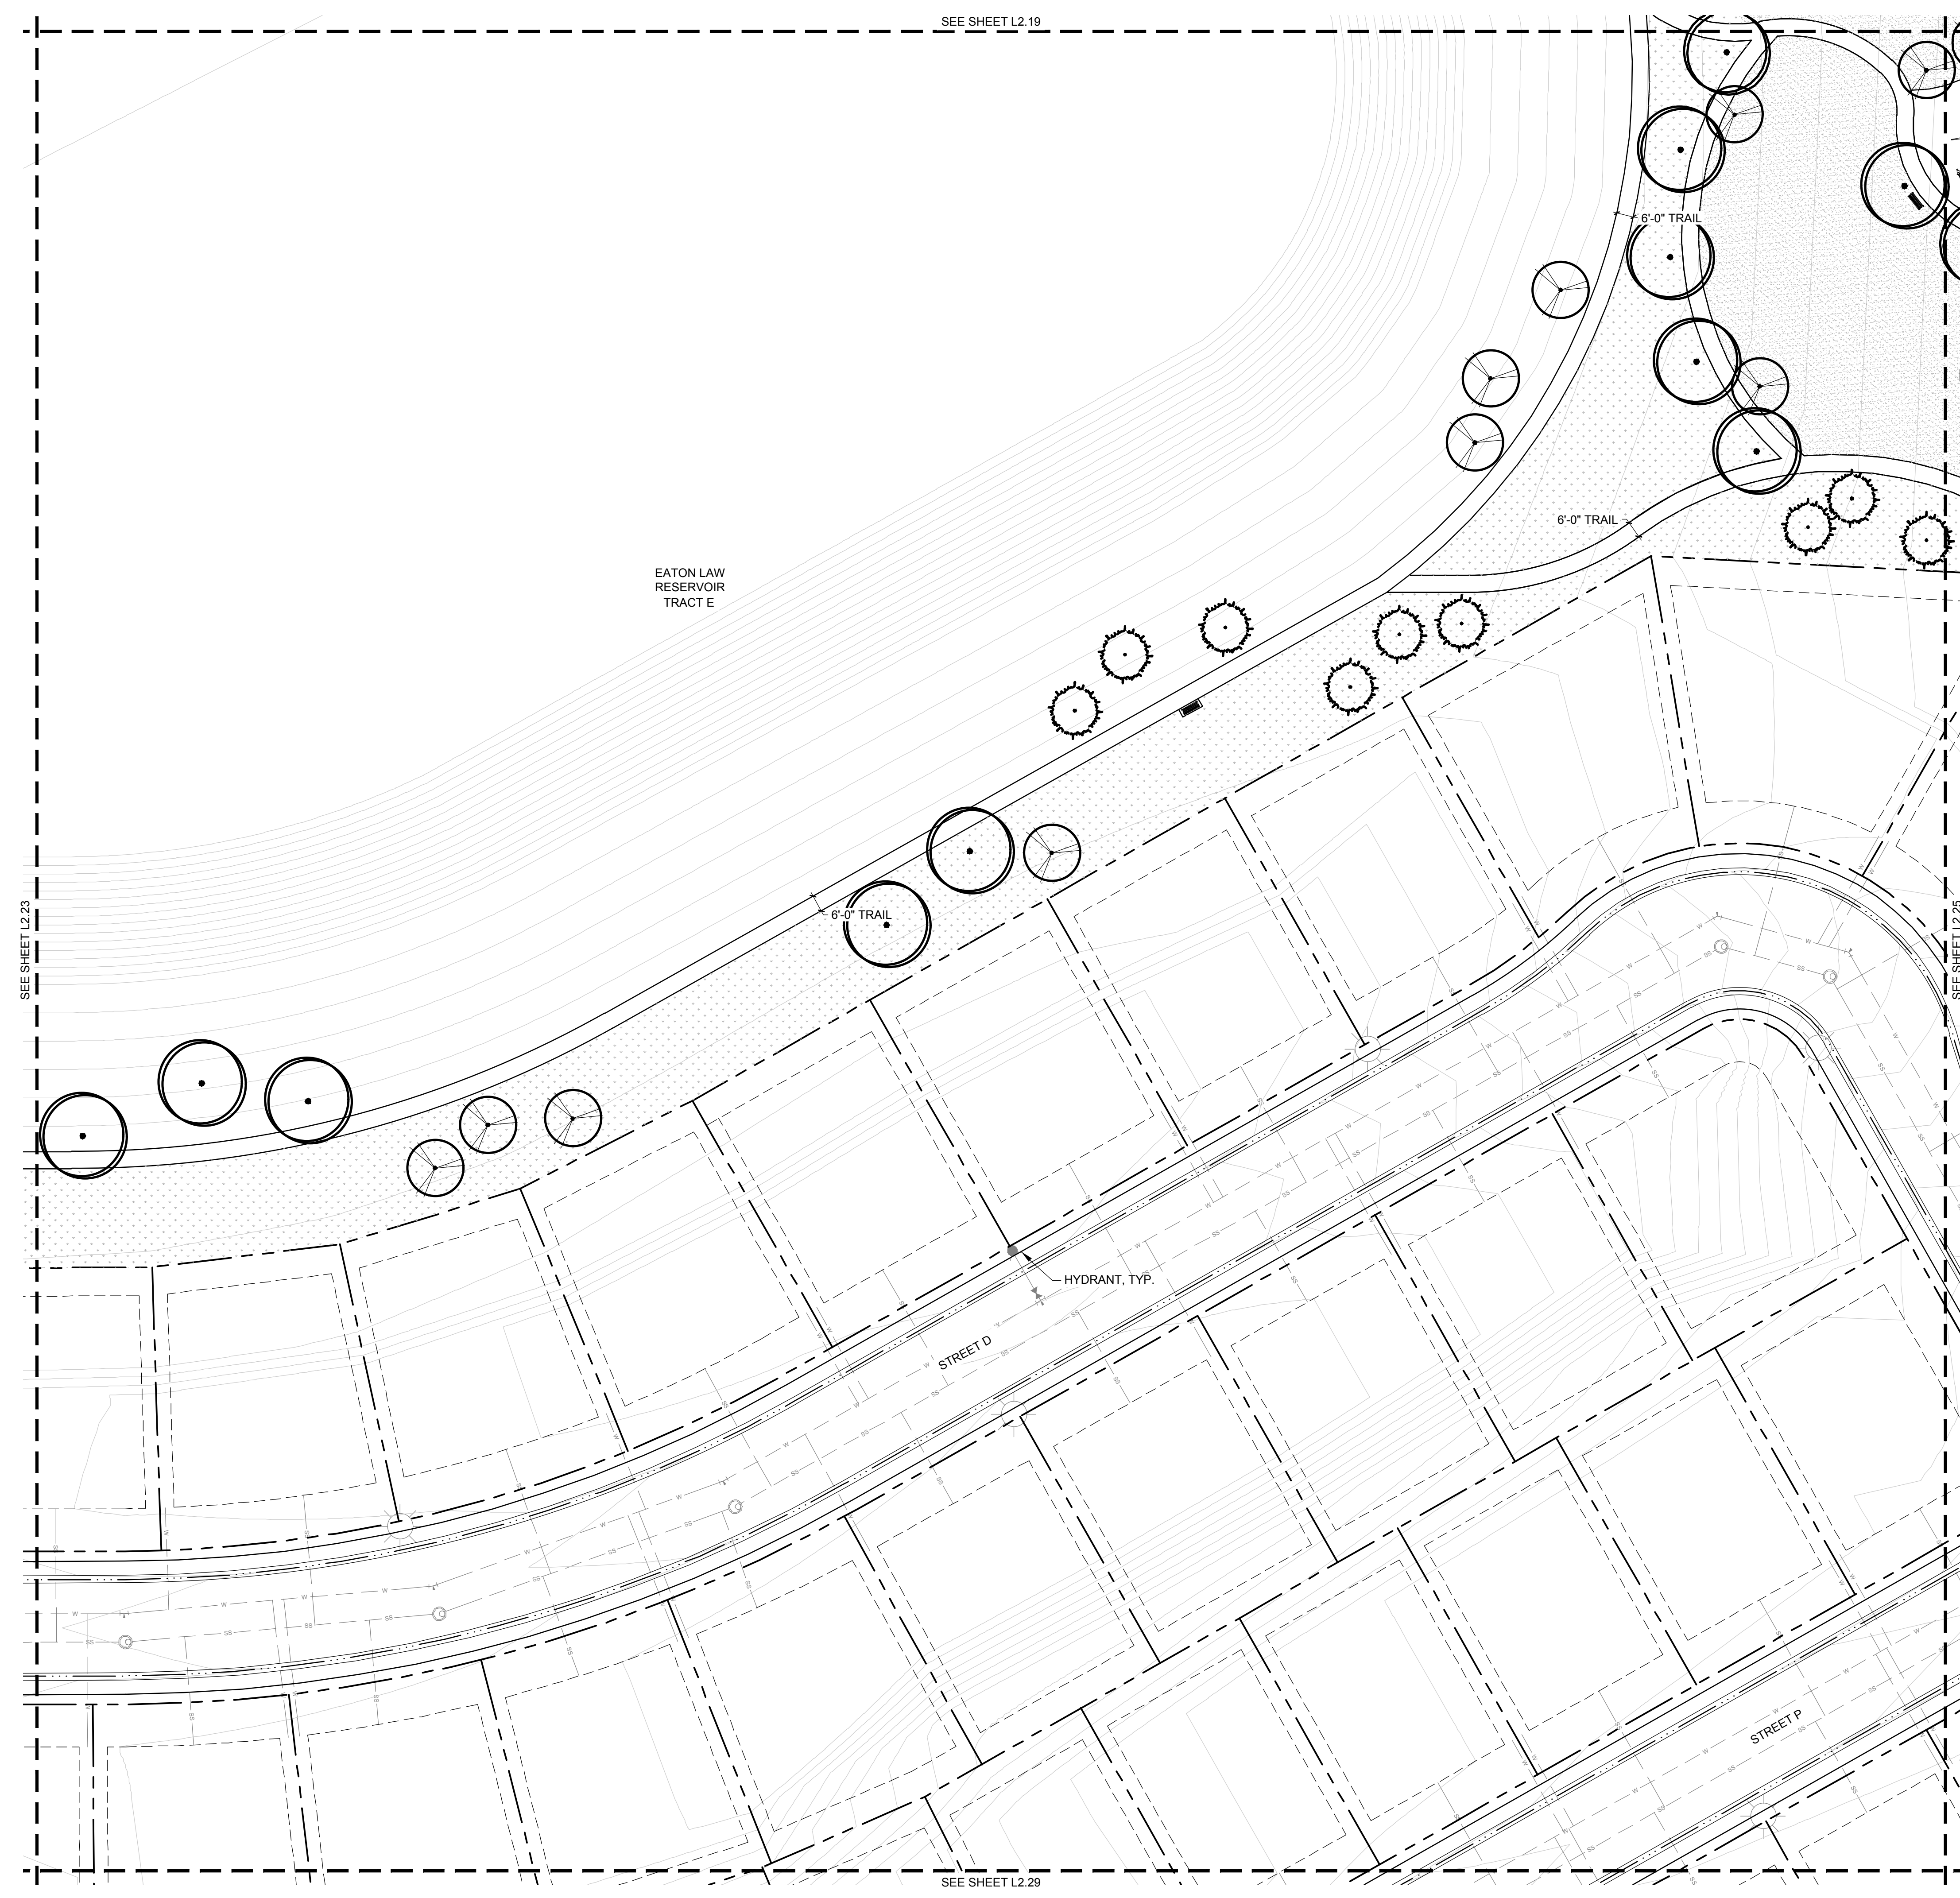 SEE SHEET L2.19
6'-0" TRAIL
6'-0" TRAIL
EATON LAW
RESERVOIR
TRACT E
6'-0" TRAIL
SEE SHEET L2.23
SEE SHEET L2.25
HYDRANT, TYP.
STREET D
STREET P
SEE SHEET L2.29